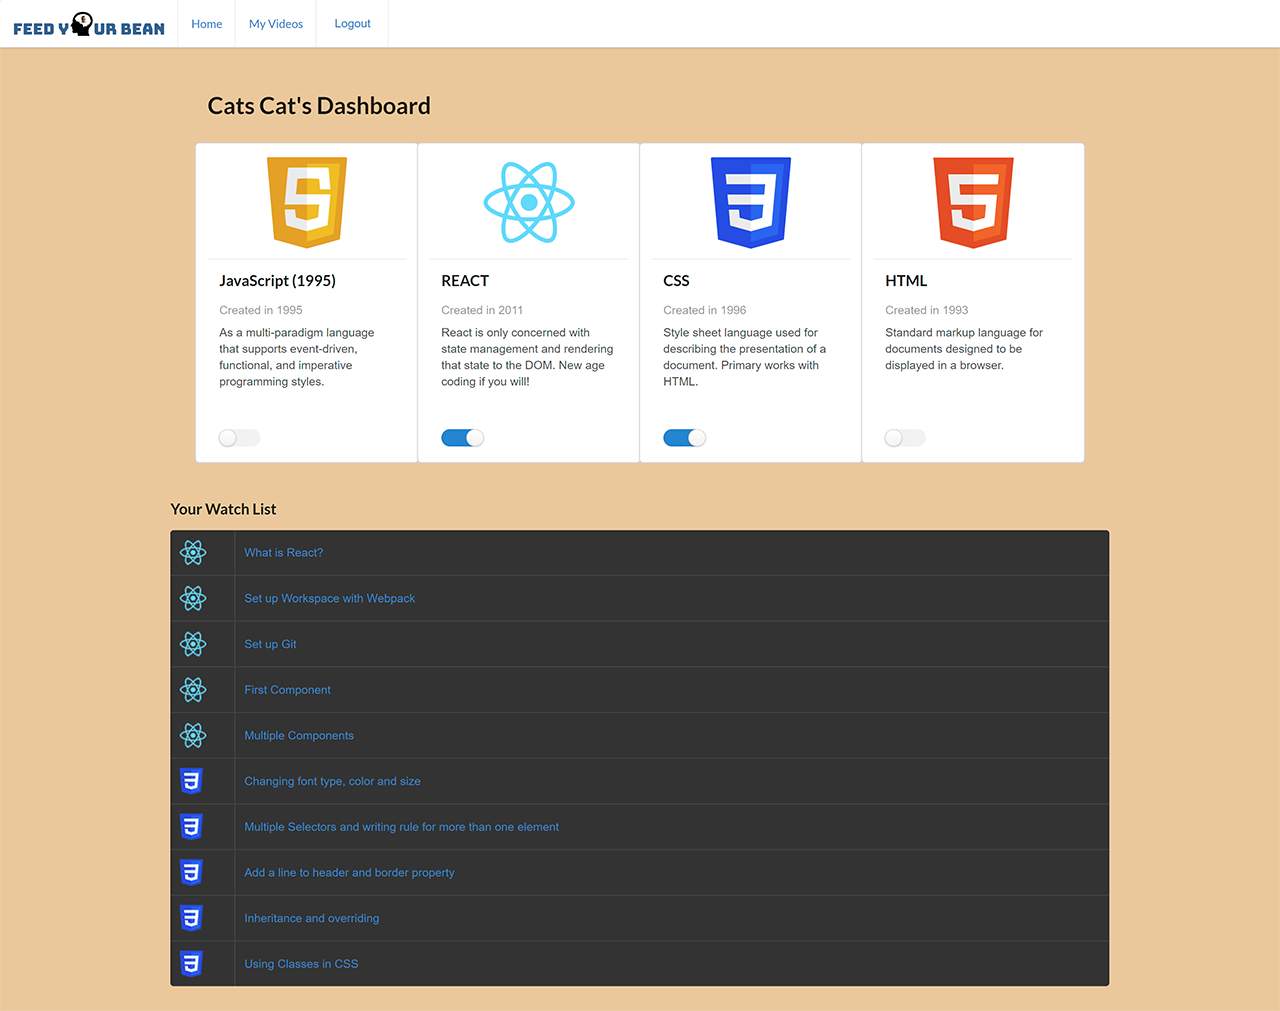 FEED Y UR BEAN
Home
My Videos
Logout
Cats Cat's Dashboard
JavaScript (1995)
Created in 1995
As a multi-paradigm language
that supports event-driven,
functional, and imperative
programming styles.
REACT
Created in 2011
React is only concerned with
state management and rendering
that state to the DOM. New age
coding if you will!
CSS
Created in 1996
Style sheet language used for
describing the presentation of a
document. Primary works with
HTML.
HTML
Created in 1993
Standard markup language for
documents designed to be
displayed in a browser.
Your Watch List
What is React?
Set up Workspace with Webpack
Set up Git
First Component
Multiple Components
Changing font type, color and size
Multiple Selectors and writing rule for more than one element
Add a line to header and border property
Inheritance and overriding
Using Classes in CSS